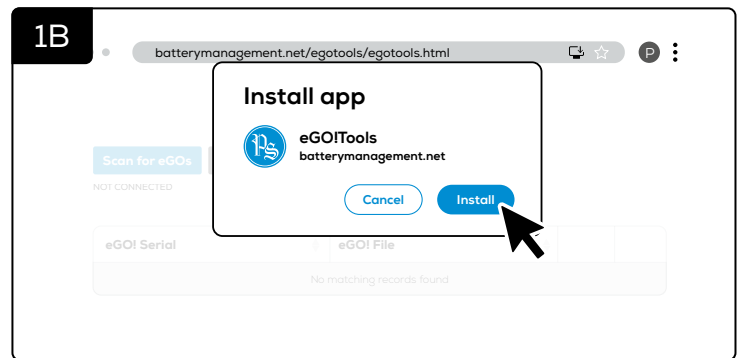 1B
batterymanagement.net/egotools/egotools.html
P
Install app
Ps
eGO!Tools
batterymanagement.net
Scan for eGOs
NOT CONNECTED
Cancel
Install
eGO! Serial
eGO! File
No matching records found